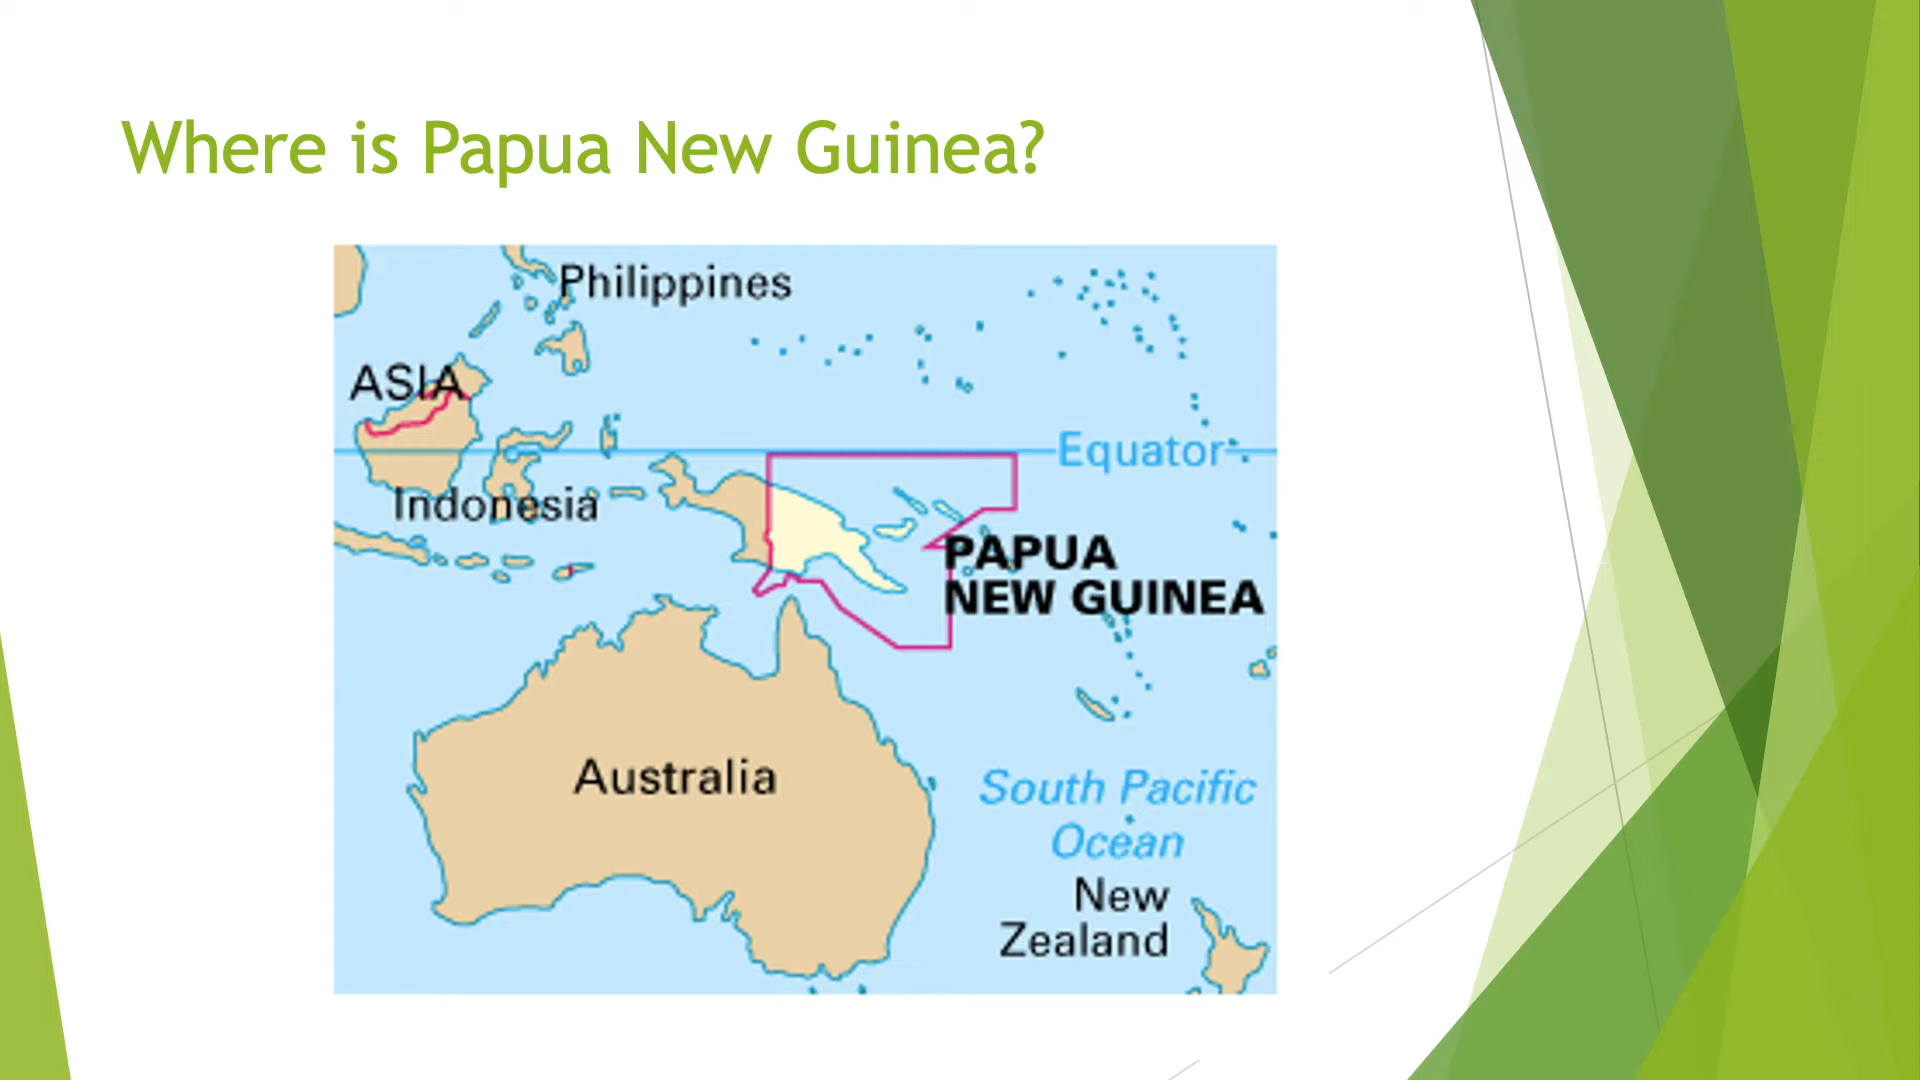 Where is Papua New Guinea?
Philippines
ASIA
Equator
Indonesia
PAPUA
NEW GUINEA
Australia
South Pacific
Ocean
New
Zealand